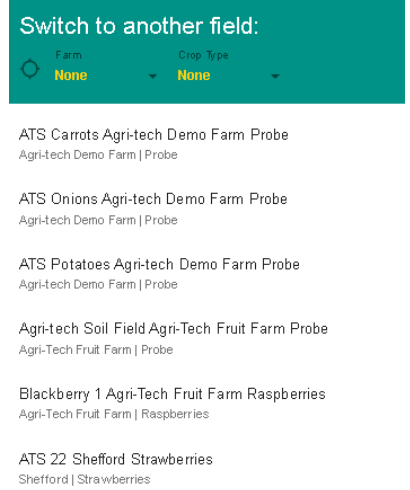 Switch to another field:
Farm Crop Type
None None
ATS Carrots Agri-tech Demo Farm Probe
Agri-tech Demo Farm | Probe
ATS Onions Agri-tech Demo Farm Probe
Agri-tech Demo Farm | Probe
ATS Potatoes Agri-tech Demo Farm Probe
Agri-tech Demo Farm | Probe
Agri-tech Soil Field Agri-Tech Fruit Farm Probe
Agri-Tech Fruit Farm | Probe
Blackberry 1 Agri-Tech Fruit Farm Raspberries
Agri-Tech Fruit Farm | Raspberries
ATS 22 Shefford Strawberries
Shefford | Strawberries